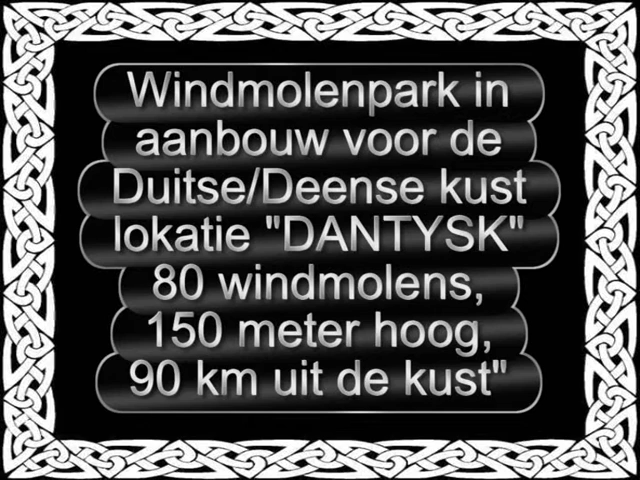 Windmolenpark in
aanbouw voor de
Duitse/Deense kust
lokatie "DANTYSK"
80 windmolens,
150 meter hoog,
90 km uit de kust"